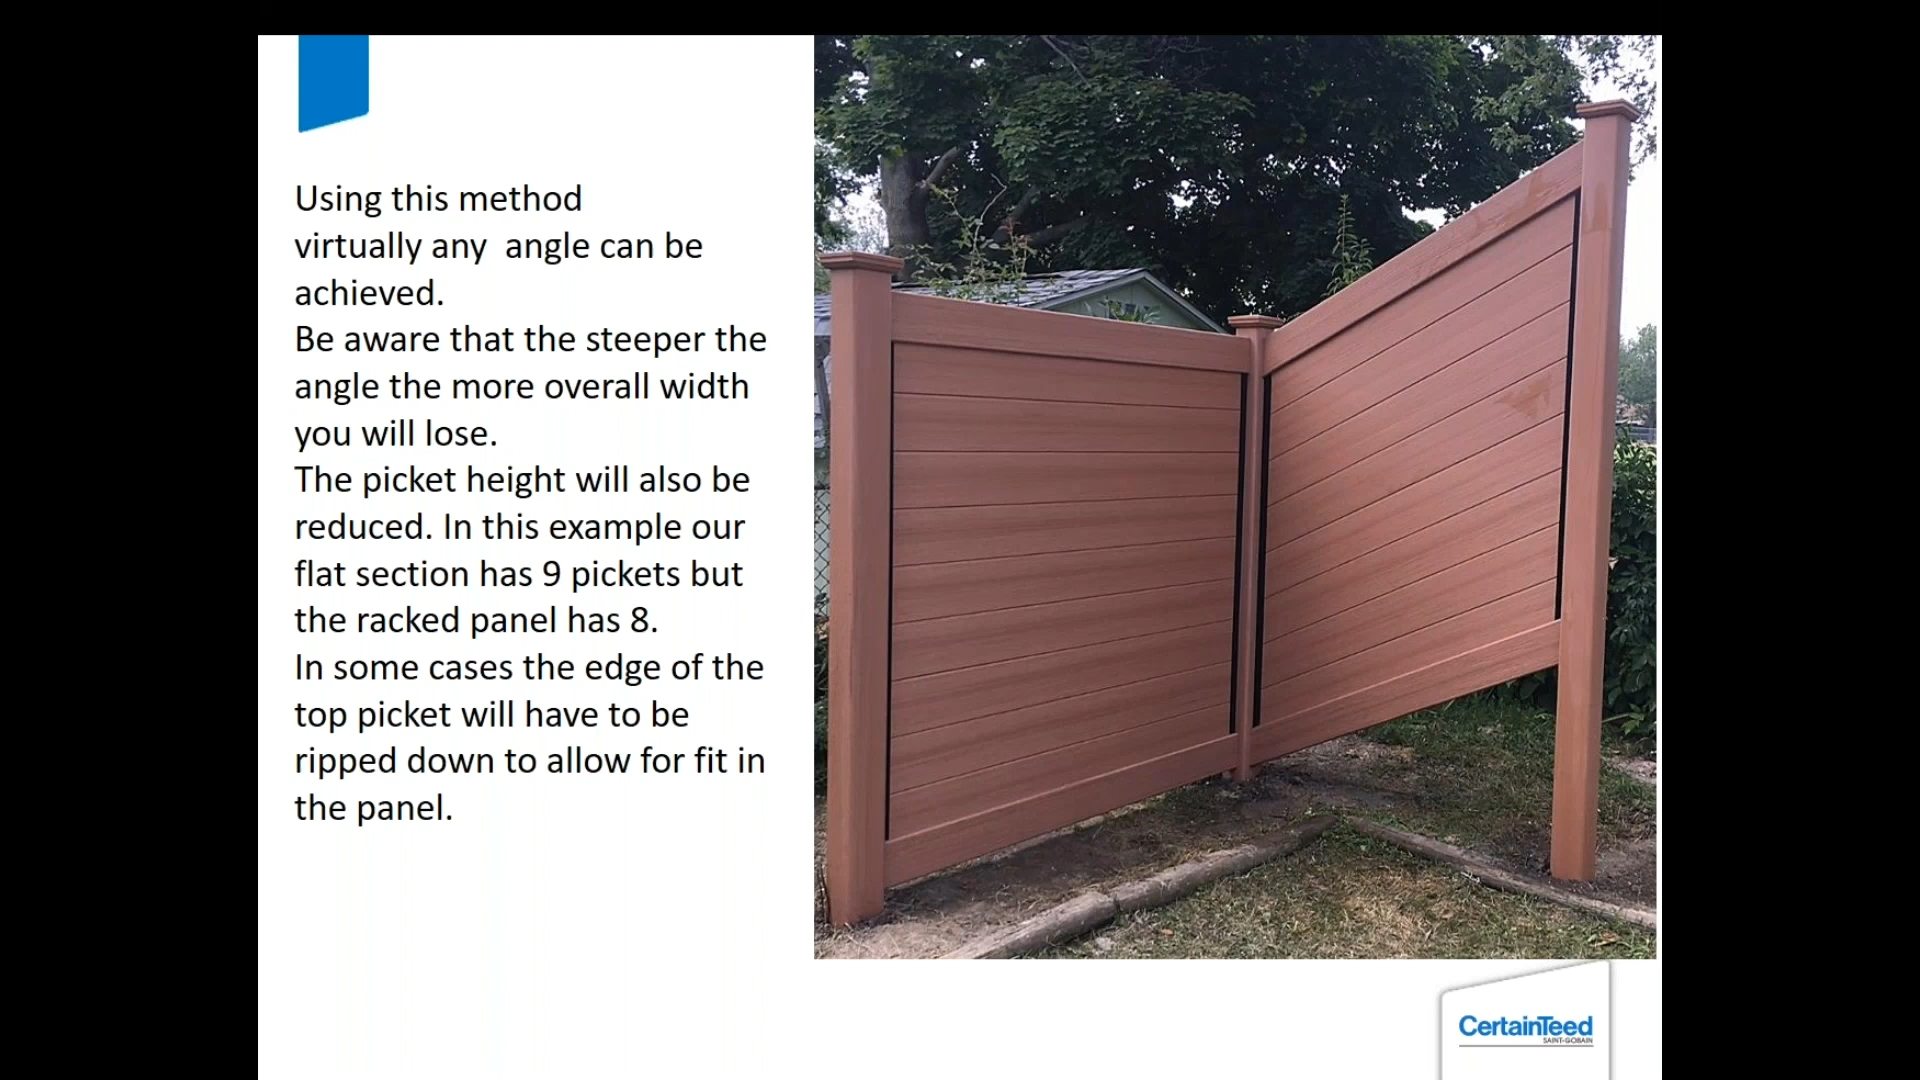 Using this method
virtually any  angle can be
achieved.
Be aware that the steeper the
angle the more overall width
you will lose.
The picket height will also be
reduced. In this example our
flat section has 9 pickets but
the racked panel has 8.
In some cases the edge of the
top picket will have to be
ripped down to allow for fit in
the panel.
CertainTeed
SAINT-GOBAIN